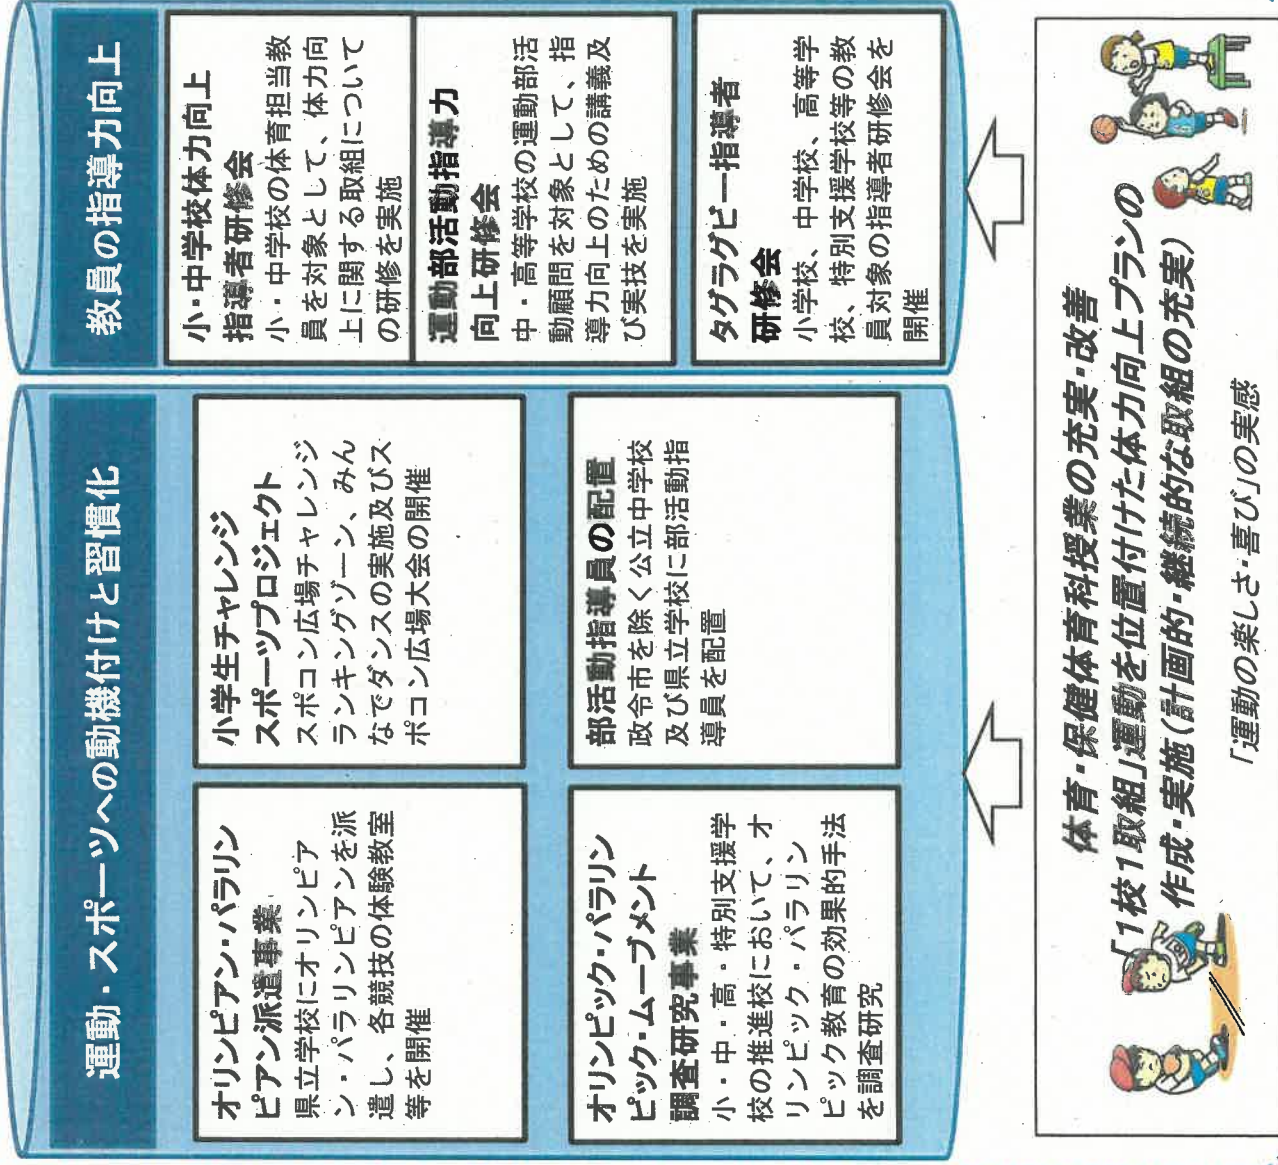 運動・スポーツへの動機付けと習慣化
オリンピアン・パラリン
ピアン派遣事業
県立学校にオリンピア
ン・パラリンピアンを派
遣し、各競技の体験教室
等を開催
小学生チャレンジ
スポーツプロジェクト
スポコン広場チャレンジ
ランキングゾーン、みん
なでダンスの実施及びス
ポコン広場大会の開催
オリンピック・パラリン
ピック・ムーブメント
調査研究事業
小・中・高・特別支援学
校の推進校において、オ
リンピック・パラリン
ピック教育の効果的手法
を調査研究
部活動指導員の配置
政令市を除く公立中学校
及び県立学校に部活動指
導員を配置
教員の指導力向上
小・中学校体力向上
指導者研修会
小・中学校の体育担当教
員を対象として、体力向
上に関する取組について
の研修を実施
運動部活動指導力
向上研修会
中・高等学校の運動部活
動顧問を対象として、指
導力向上のための講義及
び実技を実施
タグラグビー指導者
研修会
小学校、中学校、高等学
校、特別支援学校等の教
員対象の指導者研修会を
開催
体育・保健体育科授業の充実・改善
「1校1取組」運動を位置付けた体力向上プランの
作成・実施(計画的・継続的な取組の充実)
「運動の楽しさ・喜び」の実感